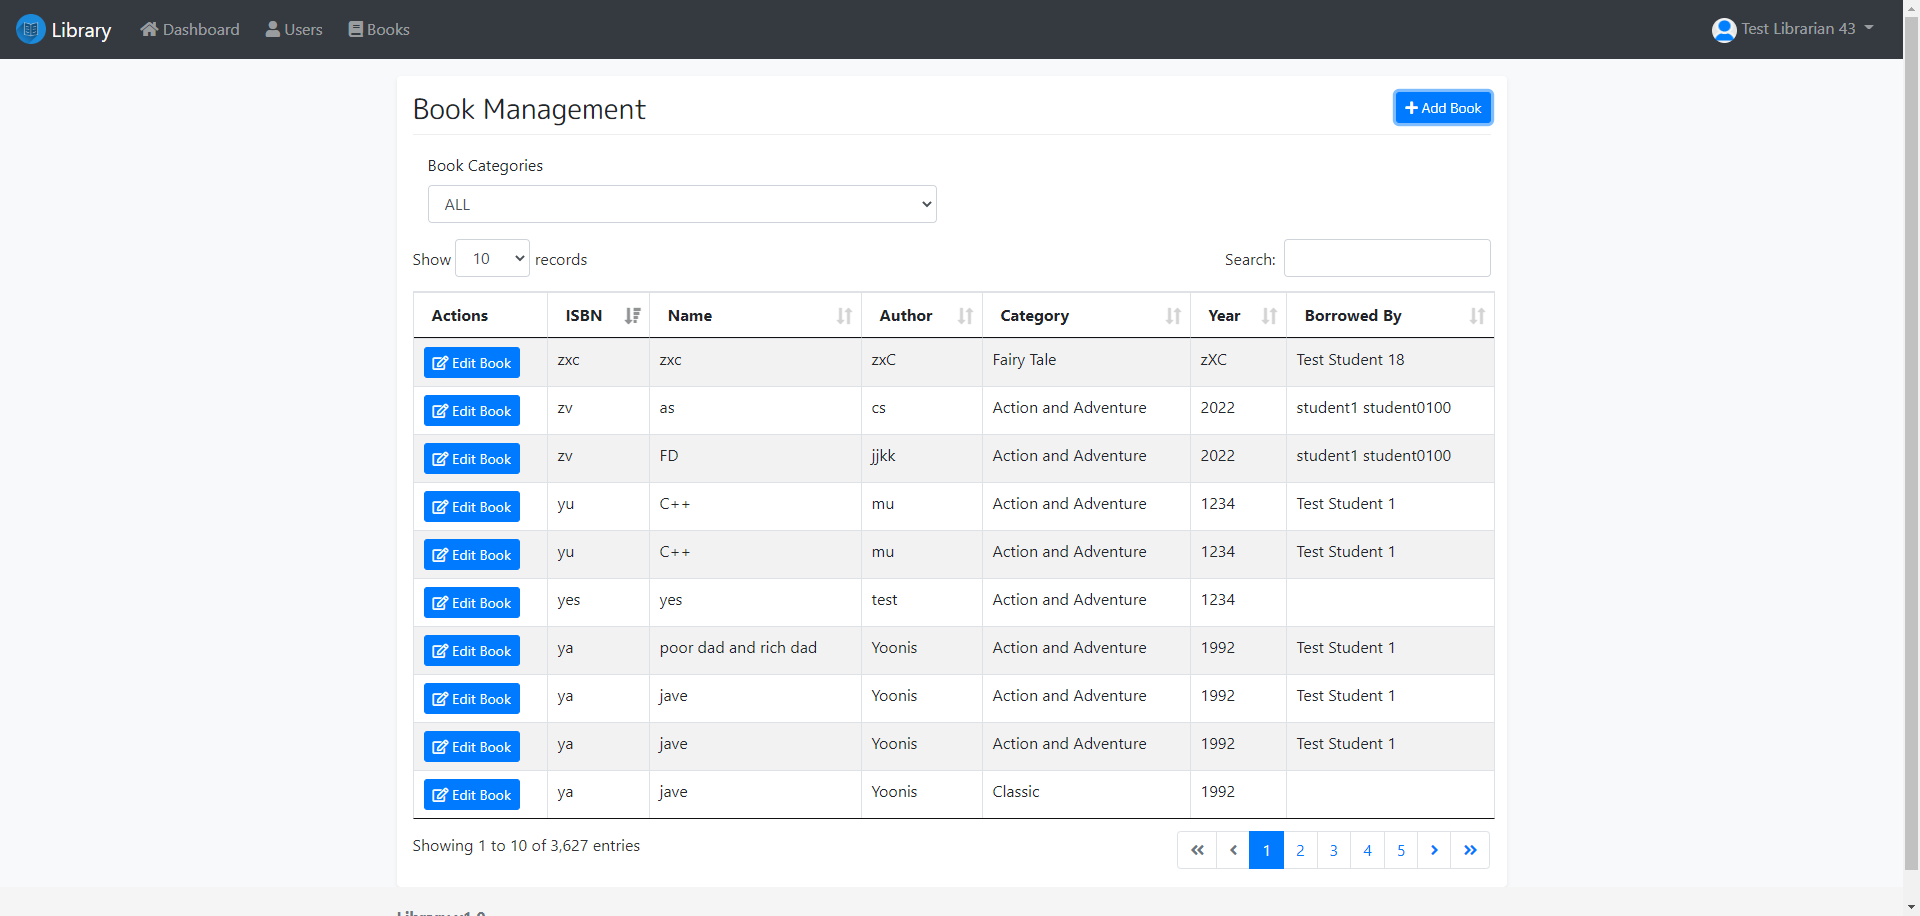 Library Dashboard Users Books Test Librarian 43
Book Management Add Book
Book Categories
ALL
Show 10 records Search:
Actions ISBN Name Author Category Year Borrowed By
Edit Book zxc zxc zxC Fairy Tale zXC Test Student 18
Edit Book zv as cs Action and Adventure 2022 student1 student0100
Edit Book zv FD jjkk Action and Adventure 2022 student1 student0100
Edit Book yu C++ mu Action and Adventure 1234 Test Student 1
Edit Book yu C++ mu Action and Adventure 1234 Test Student 1
Edit Book yes yes test Action and Adventure 1234
Edit Book ya poor dad and rich dad Yoonis Action and Adventure 1992 Test Student 1
Edit Book ya jave Yoonis Action and Adventure 1992 Test Student 1
Edit Book ya jave Yoonis Action and Adventure 1992 Test Student 1
Edit Book ya jave Yoonis Classic 1992
Showing 1 to 10 of 3,627 entries « ‹ 1 2 3 4 5 › »
Library v1.0